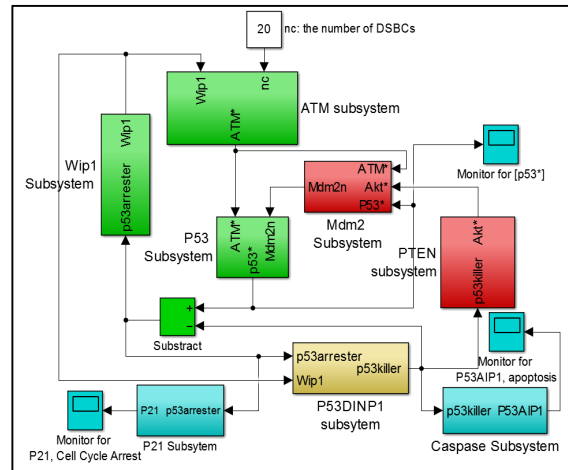 20
nc: the number of DSBCs
Wip1
nc
ATM*
ATM subsystem
Wip1
p53arrester
Wip1
Subsystem
Monitor for [p53*]
ATM*
Mdm2n
Akt*
P53*
Mdm2
Subsystem
ATM*
Mdm2n
p53*
P53
Subsystem
Akt*
p53killer
PTEN
subsystem
+
−
Substract
p53arrester
p53killer
Wip1
P53DINP1
subsytem
Monitor for
P53AIP1, apoptosis
P21
p53arrester
P21 Subsytem
Monitor for
P21, Cell Cycle Arrest
p53killer
P53AIP1
Caspase Subsystem